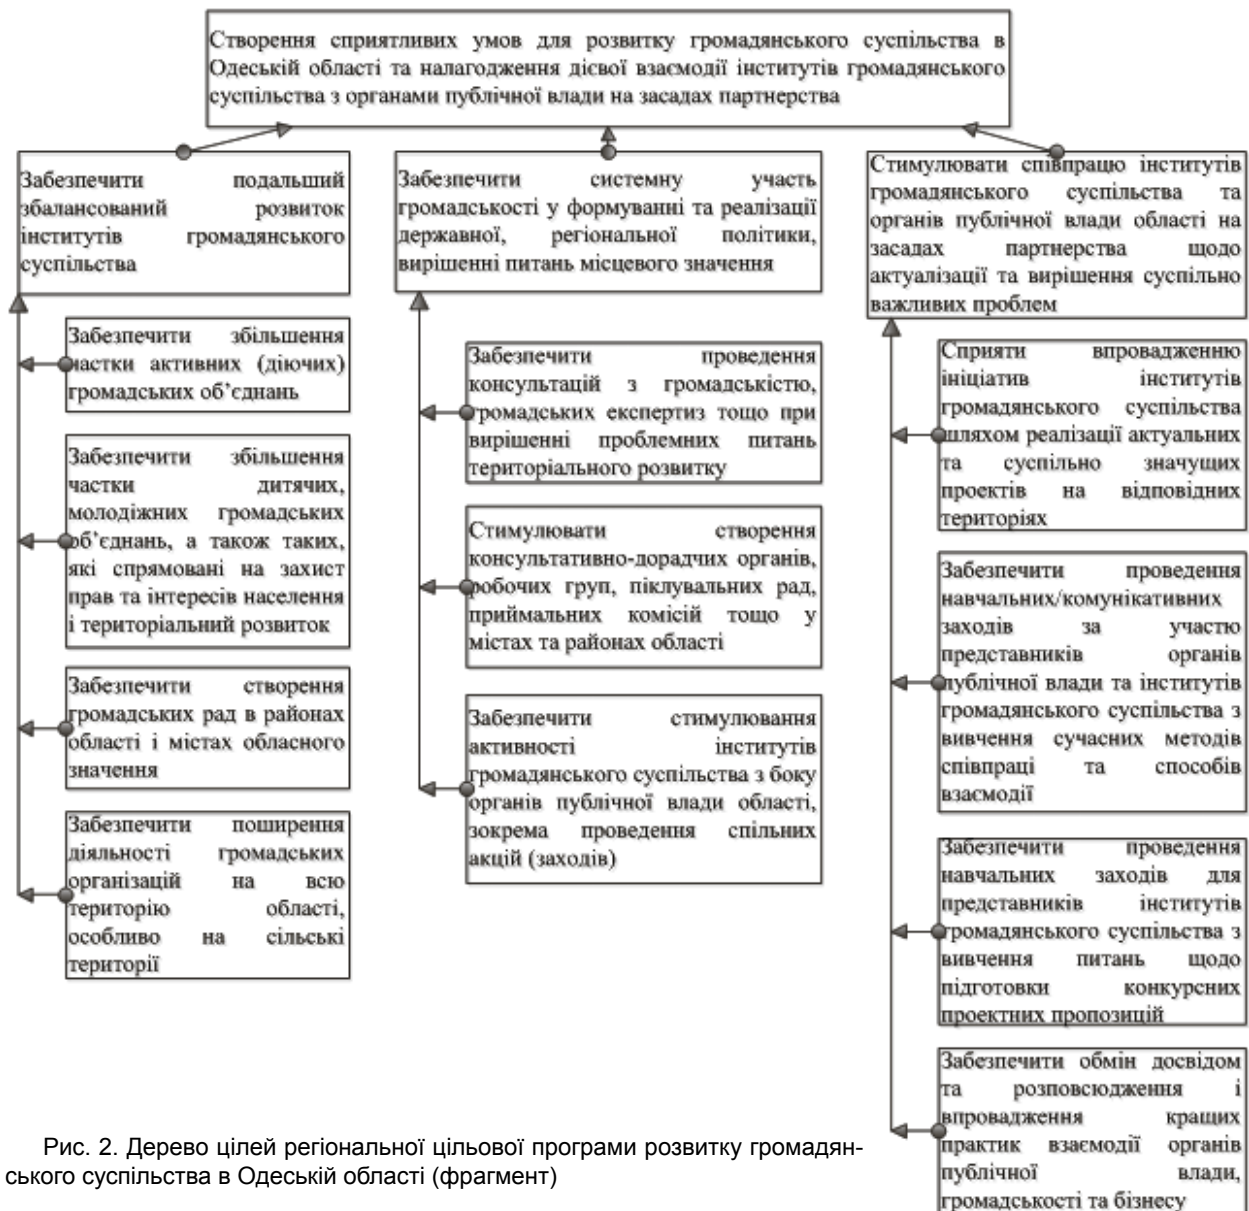 Створення сприятливих умов для розвитку громадянського суспільства в
Одеській області та налагодження дієвої взаємодії інститутів громадянського
суспільства з органами публічної влади на засадах партнерства
Забезпечити подальший
збалансований розвиток
інститутів громадянського
суспільства
Забезпечити збільшення
частки активних (діючих)
громадських об’єднань
Забезпечити збільшення
частки дитячих,
молодіжних громадських
об’єднань, а також таких,
які спрямовані на захист
прав та інтересів населення
і територіальний розвиток
Забезпечити створення
громадських рад в районах
області і містах обласного
значення
Забезпечити поширення
діяльності громадських
організацій на всю
територію області,
особливо на сільські
території
Забезпечити системну участь
громадськості у формуванні та реалізації
державної, регіональної політики,
вирішенні питань місцевого значення
Забезпечити проведення
консультацій з громадськістю,
громадських експертиз тощо при
вирішенні проблемних питань
територіального розвитку
Стимулювати створення
консультативно-дорадчих органів,
робочих груп, піклувальних рад,
приймальних комісій тощо у
містах та районах області
Забезпечити стимулювання
активності інститутів
громадянського суспільства з боку
органів публічної влади області,
зокрема проведення спільних
акцій (заходів)
Стимулювати співпрацю інститутів
громадянського суспільства та
органів публічної влади області на
засадах партнерства щодо
актуалізації та вирішення суспільно
важливих проблем
Сприяти впровадженню
ініціатив інститутів
громадянського суспільства
шляхом реалізації актуальних
та суспільно значущих
проектів на відповідних
територіях
Забезпечити проведення
навчальних/комунікативних
заходів за участю
представників органів
публічної влади та інститутів
громадянського суспільства з
вивчення сучасних методів
співпраці та способів
взаємодії
Забезпечити проведення
навчальних заходів для
представників інститутів
громадянського суспільства з
вивчення питань щодо
підготовки конкурсних
проектних пропозицій
Забезпечити обмін досвідом
та розповсюдження і
впровадження кращих
практик взаємодії органів
публічної влади,
громадськості та бізнесу
Рис. 2. Дерево цілей регіональної цільової програми розвитку громадян-
ського суспільства в Одеській області (фрагмент)